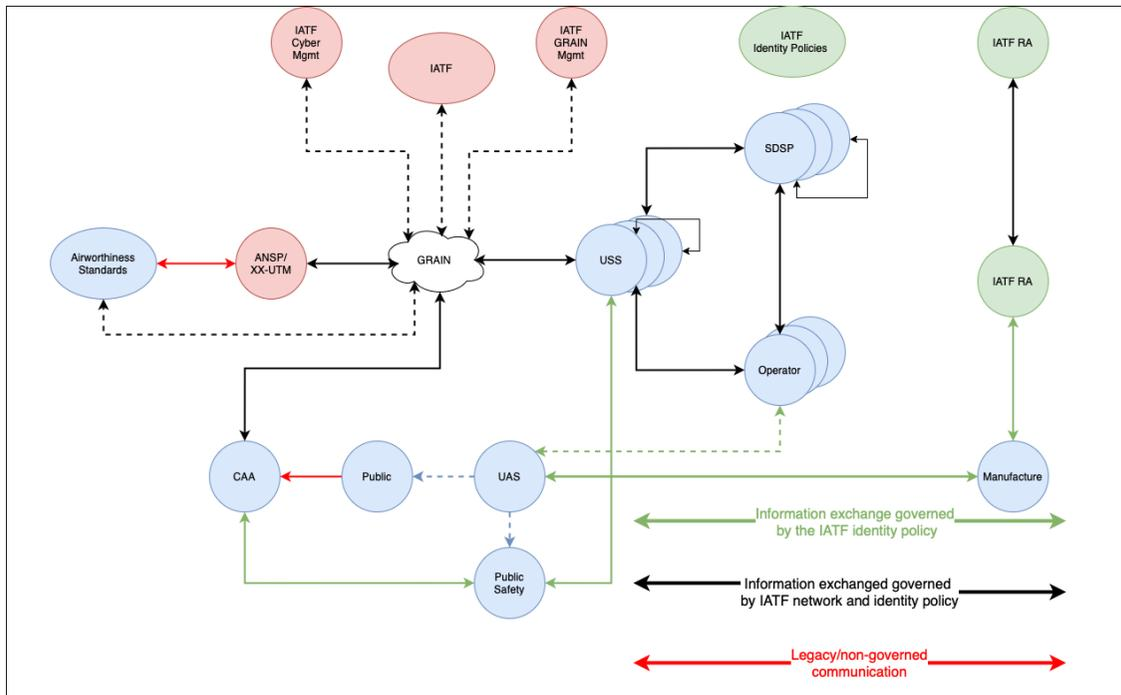 IATF
Cyber
Mgmt
IATF
IATF
GRAIN
Mgmt
IATF
Identity Policies
IATF RA
SDSP
Airworthiness
Standards
ANSP/
XX-UTM
GRAIN
USS
IATF RA
Operator
CAA
Public
UAS
Manufacture
Information exchange governed
by the IATF identity policy
Public
Safety
Information exchanged governed
by IATF network and identity policy
Legacy/non-governed
communication